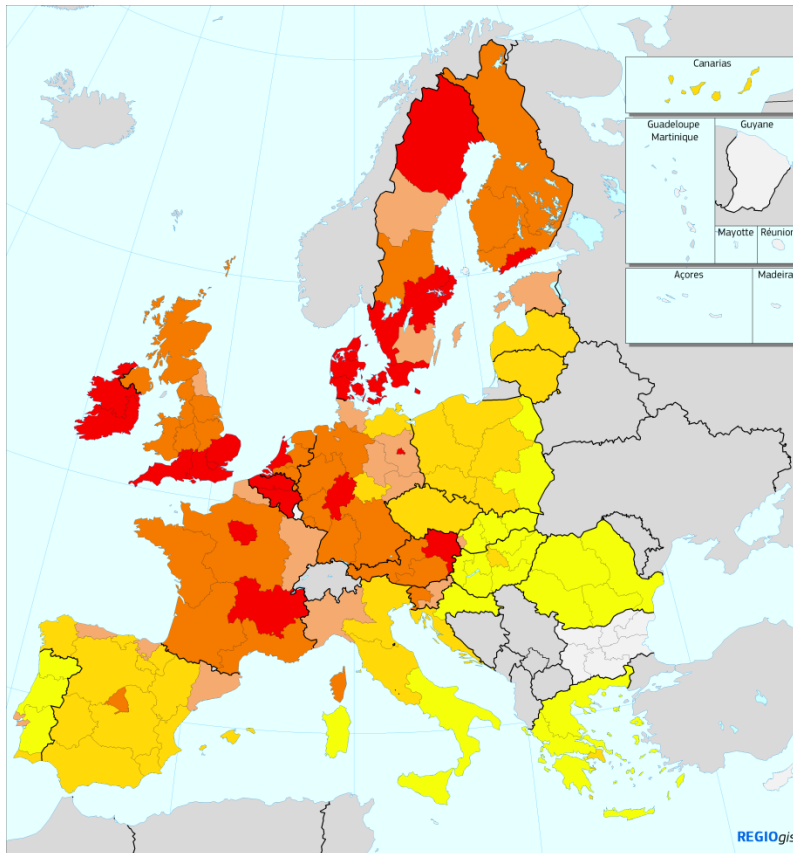 Canarias
Guadeloupe
Martinique
Guyane
Mayotte
Réunion
Açores
Madeira
REGIOgis